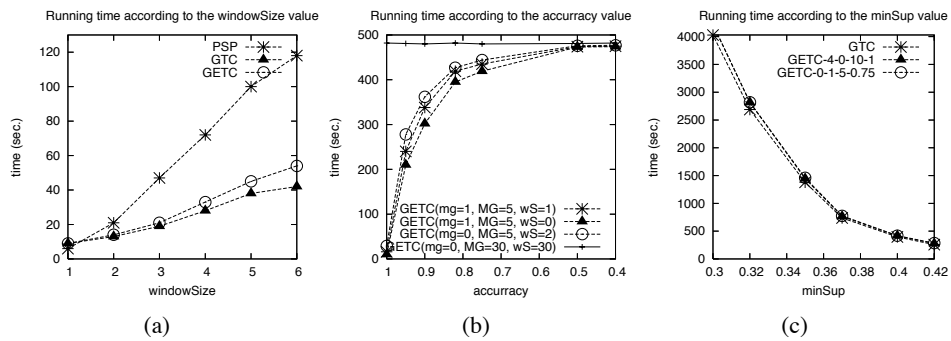 Running time according to the windowSize value
120
100
80
60
40
20
0
time (sec.)
PSP
GTC
GETC
1 2 3 4 5 6
windowSize
(a)
Running time according to the accurracy value
500
400
300
200
100
0
time (sec.)
GETC(mg=1, MG=5, wS=1)
GETC(mg=1, MG=5, wS=0)
GETC(mg=0, MG=5, wS=2)
GETC(mg=0, MG=30, wS=30)
1 0.9 0.8 0.7 0.6 0.5 0.4
accurracy
(b)
Running time according to the minSup value
4000
3500
3000
2500
2000
1500
1000
500
0
time (sec.)
GTC
GETC-4-0-10-1
GETC-0-1-5-0.75
0.3 0.32 0.34 0.36 0.38 0.4 0.42
minSup
(c)